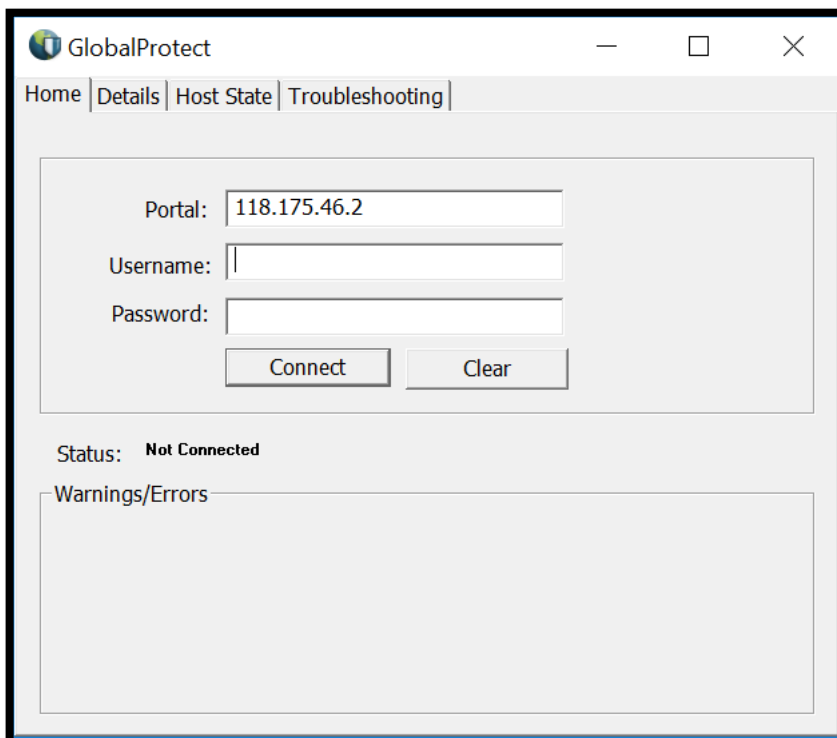 GlobalProtect
Home Details Host State Troubleshooting
Portal: 118.175.46.2
Username:
Password:
Connect Clear
Status: Not Connected
Warnings/Errors